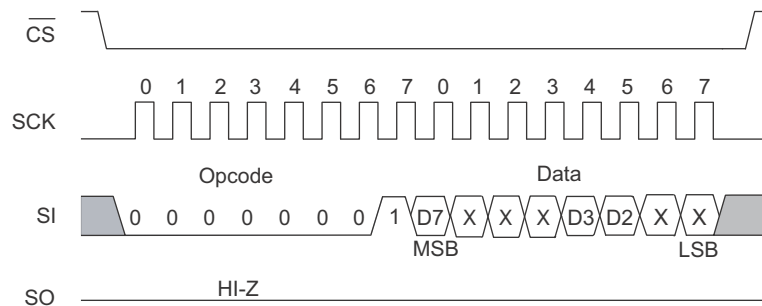 C̅S̅
0 1 2 3 4 5 6 7 0 1 2 3 4 5 6 7
SCK
Opcode Data
SI 0 0 0 0 0 0 0 1 D7 X X X D3 D2 X X
MSB LSB
HI-Z
SO